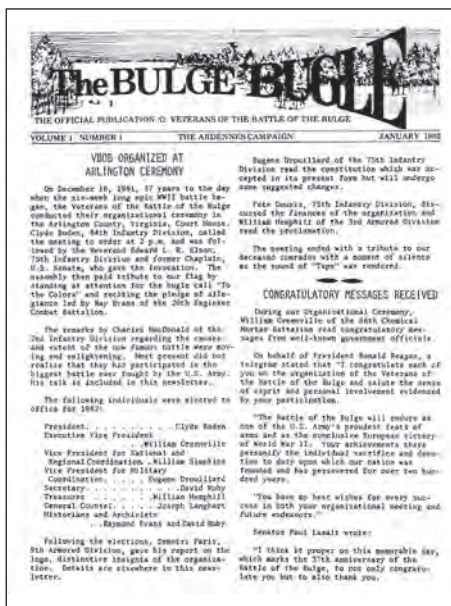 The BULGE BUGLE
THE OFFICIAL PUBLICATION ✩ VETERANS OF THE BATTLE OF THE BULGE
VOLUME 1 NUMBER 1 THE ARDENNES CAMPAIGN JANUARY 1982
VBOB ORGANIZED AT
ARLINGTON CEREMONY
On December 16, 1981, 37 years to the day
when the six-week long epic WWII battle be-
gan, the Veterans of the Battle of the Bulge
conducted their organizational ceremony in
the Arlington County, Virginia, Court House.
Clyde Boden, 84th Infantry Division, called
the meeting to order at 2 p.m. and was fol-
lowed by the Reverend Edward L. R. Elson,
75th Infantry Division and former Chaplain,
U.S. Senate, who gave the Invocation. The
assembly then paid tribute to our flag by
standing at attention for the bugle call "To
the Colors" and reciting the pledge of alle-
giance led by Ray Evans of the 20th Engineer
Combat Battalion.
The remarks by Charles MacDonald of the
2nd Infantry Division regarding the causes
and extent of the now famous battle were mov-
ing and enlightening. Most present did not
realize that they had participated in the
biggest battle ever fought by the U.S. Army.
His talk is included in this newsletter.
The following individuals were elected to
office for 1982:
President. . . . . . . . . . . Clyde Boden
Executive Vice President
. . . . . . William Greenville
Vice President for National and
Regional Coordination . .William Simpkins
Vice President for Military
Coordination. . . . . Eugene Drouillard
Secretary. . . . . . . . . . . David Ruby
Treasurer . . . . . . . .William Hemphill
General Counsel. . . . . Joseph Langhart
Historians and Archivists
. . .Raymond Evans and David Ruby
Following the elections, Demetri Paris,
9th Armored Division, gave his report on the
logo, distinctive insignia of the organiza-
tion. Details are elsewhere in this news-
letter.
Eugene Drouillard of the 75th Infantry
Division read the constitution which was ac-
cepted in its present form but will undergo
some suggested changes.
Pete Dounis, 75th Infantry Division, dis-
cussed the finances of the organization and
William Hemphill of the 3rd Armored Division
read the proclamation.
The meeting ended with a tribute to our
deceased comrades with a moment of silence
as the sound of "Taps" was rendered.
CONGRATULATORY MESSAGES RECEIVED
During our Organizational Ceremony,
William Greenville of the 86th Chemical
Mortar Battalion read congratulatory mes-
sages from well-known government officials.
On behalf of President Ronald Reagan, a
telegram stated that "I congratulate each of
you on the organization of the Veterans of
the Battle of the Bulge and salute the sense
of esprit and personal involvement evidenced
by your participation.
"The Battle of the Bulge will endure as
one of the U.S. Army's proudest feats of
arms and as the conclusive European victory
of World War II. Your achievements there
personify the individual sacrifice and devo-
tion to duty upon which our nation was
founded and has persevered for over two hun-
dred years.
"You have my best wishes for every suc-
cess in both your organizational meeting and
future endeavors."
Senator Paul Laxalt wrote:
"I think it proper on this memorable day,
which marks the 37th Anniversary of the
Battle of the Bulge, to not only congratu-
late you but to also thank you.